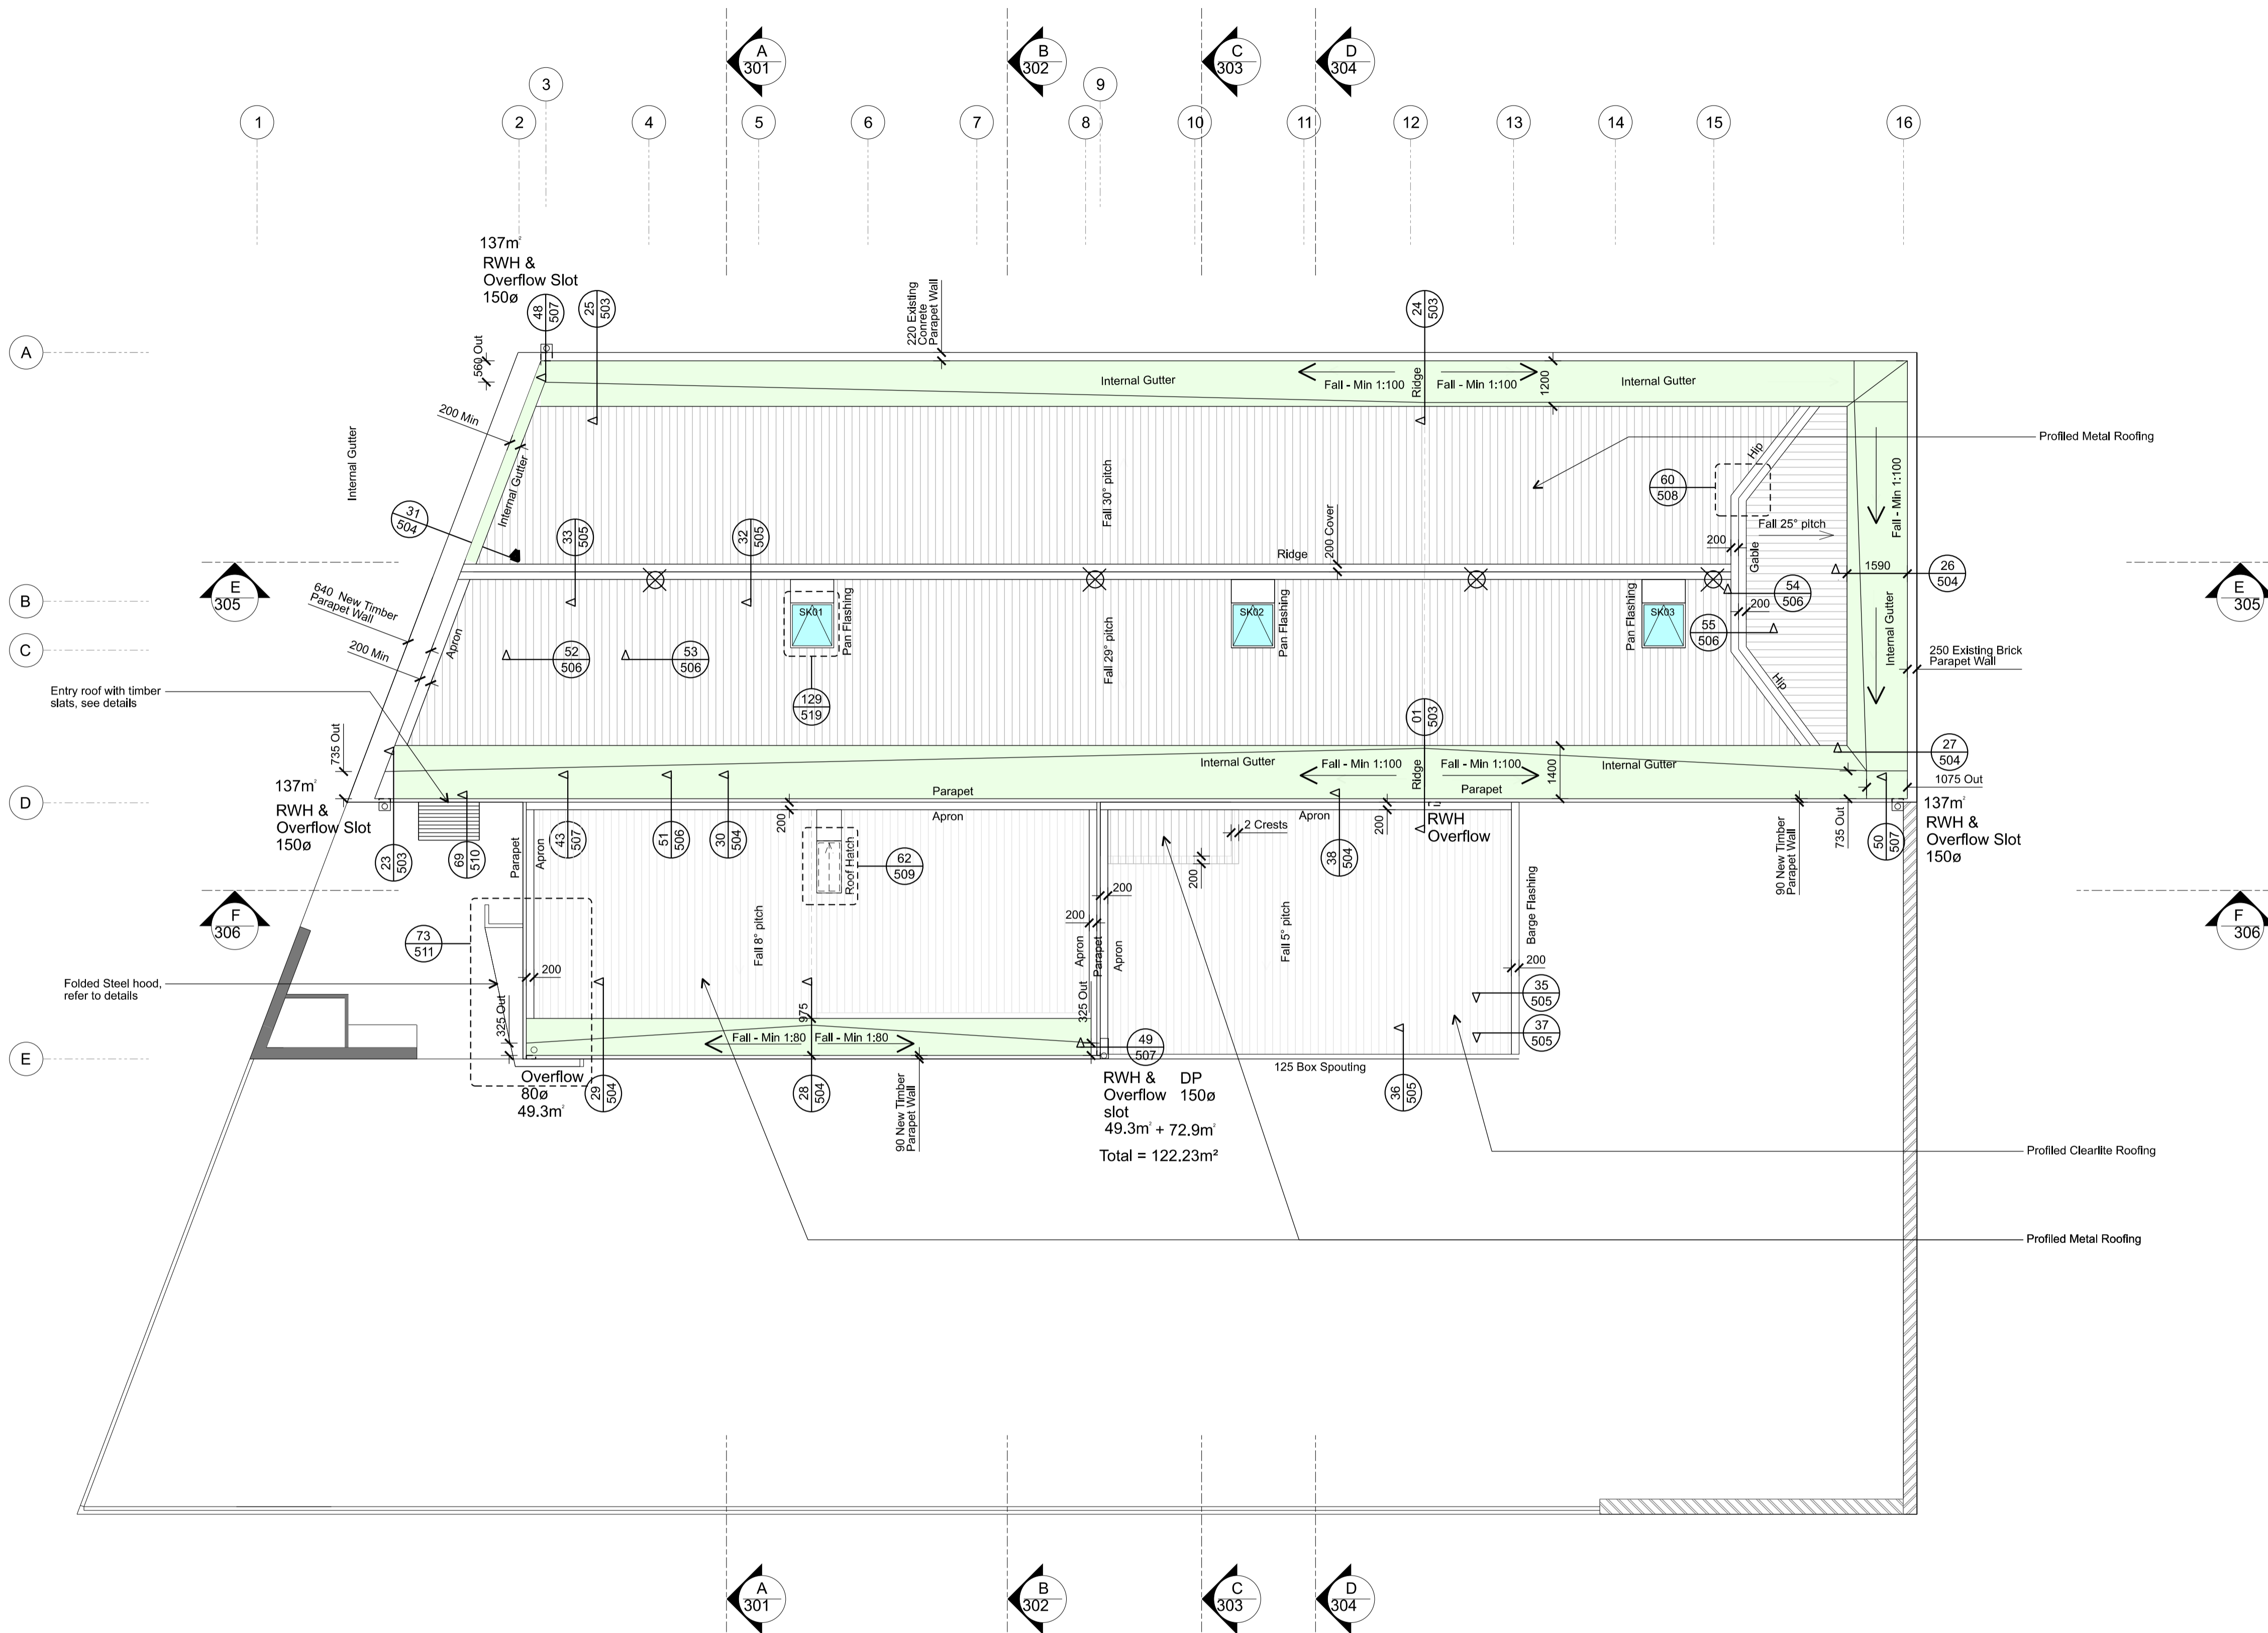 A
301
B
302
C
303
D
304
3
9
1
2
4
5
6
7
8
10
11
12
13
14
15
16
137m²
RWH &
Overflow Slot
150ø
48
507
25
503
220 Existing
Conrete
Parapet Wall
24
503
A
560 Out
Internal Gutter
Fall - Min 1:100
Ridge
Fall - Min 1:100
1200
Internal Gutter
200 Min
Internal Gutter
Internal Gutter
Profiled Metal Roofing
Hip
60
508
Fall 30° pitch
Fall - Min 1:100
31
504
33
505
32
505
Fall 25° pitch
200
Gable
Ridge
200 Cover
1590
26
504
E
305
E
305
B
640 New Timber
Parapet Wall
SK01
Pan Flashing
SK02
Pan Flashing
Pan Flashing
SK03
54
506
200
55
506
Internal Gutter
C
200 Min
Apron
52
506
53
506
Fall 29° pitch
250 Existing Brick
Parapet Wall
Entry roof with timber
slats, see details
129
519
01
503
Hip
735 Out
Internal Gutter
Fall - Min 1:100
Ridge
Fall - Min 1:100
1400
Internal Gutter
27
504
1075 Out
137m²
RWH &
Overflow Slot
150ø
D
Parapet
Parapet
137m²
RWH &
Overflow Slot
150ø
23
503
69
510
Parapet
Apron
43
507
51
506
30
504
200
Apron
Roof Hatch
62
509
2 Crests
200
Apron
38
504
200
RWH
Overflow
90 New Timber
Parapet Wall
735 Out
50
507
F
306
F
306
73
511
Fall 8° pitch
200
200
Apron
Parapet
Apron
Fall 5° pitch
Barge Flashing
200
Folded Steel hood,
refer to details
200
325 Out
975
325 Out
35
505
37
505
Fall - Min 1:80
Fall - Min 1:80
49
507
E
125 Box Spouting
Overflow
80ø
49.3m²
29
504
28
504
90 New Timber
Parapet Wall
RWH &
Overflow
slot
DP
150ø
49.3m² + 72.9m²
Total = 122.23m²
36
505
Profiled Clearlite Roofing
Profiled Metal Roofing
A
301
B
302
C
303
D
304